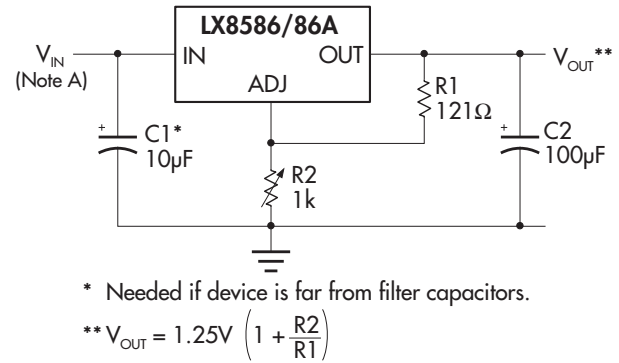 LX8586/86A
V_IN
(Note A)
IN
OUT
ADJ
V_OUT**
R1
121Ω
C1*
10µF
+
R2
1k
+
C2
100µF
* Needed if device is far from filter capacitors.
** V_OUT = 1.25V (1 + R2/R1)